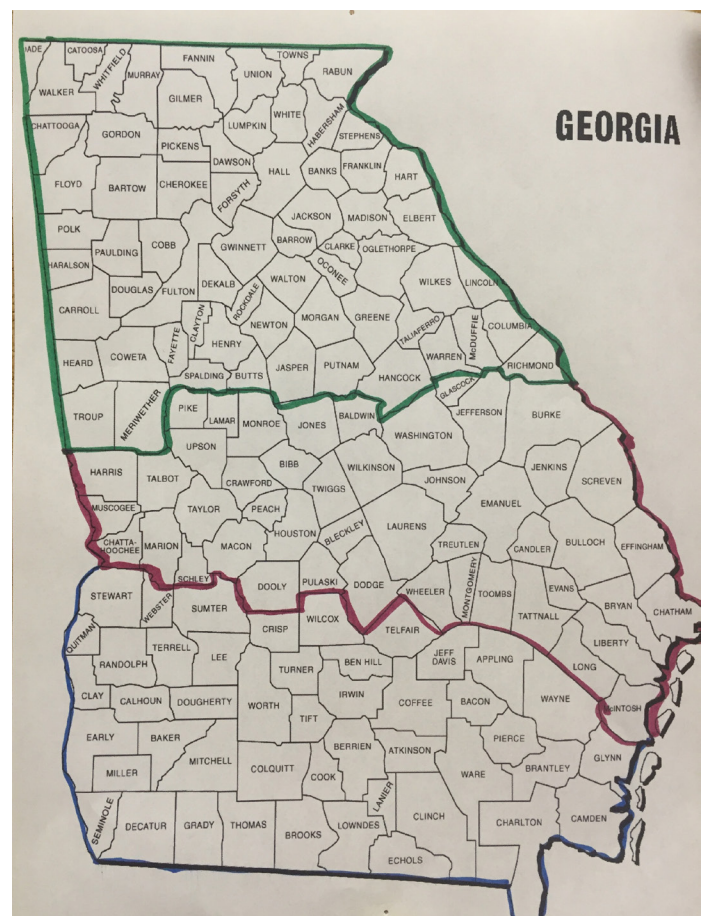 GEORGIA
CATOOSA
WHITFIELD
MURRAY
FANNIN
UNION
TOWNS
RABUN
WALKER
GILMER
LUMPKIN
WHITE
HABERSHAM
STEPHENS
CHATTOOGA
GORDON
PICKENS
DAWSON
HALL
BANKS
FRANKLIN
HART
FLOYD
BARTOW
CHEROKEE
FORSYTH
JACKSON
MADISON
ELBERT
POLK
PAULDING
COBB
GWINNETT
BARROW
CLARKE
OGLETHORPE
HARALSON
DOUGLAS
FULTON
DEKALB
ROCKDALE
WALTON
OCONEE
WILKES
LINCOLN
CARROLL
CLAYTON
FAYETTE
HENRY
NEWTON
MORGAN
GREENE
TALIAFERRO
McDUFFIE
COLUMBIA
HEARD
COWETA
SPALDING
BUTTS
JASPER
PUTNAM
HANCOCK
WARREN
RICHMOND
TROUP
MERIWETHER
PIKE
LAMAR
MONROE
JONES
BALDWIN
GLASCOCK
JEFFERSON
BURKE
WASHINGTON
UPSON
HARRIS
TALBOT
CRAWFORD
BIBB
TWIGGS
WILKINSON
JOHNSON
JENKINS
SCREVEN
EMANUEL
MUSCOGEE
TAYLOR
PEACH
HOUSTON
BLECKLEY
LAURENS
TREUTLEN
CANDLER
BULLOCH
EFFINGHAM
CHATTA-
HOOCHEE
MARION
MACON
SCHLEY
DOOLY
PULASKI
DODGE
WHEELER
MONTGOMERY
TOOMBS
EVANS
TATTNALL
BRYAN
CHATHAM
STEWART
WEBSTER
SUMTER
CRISP
WILCOX
TELFAIR
LIBERTY
QUITMAN
RANDOLPH
TERRELL
LEE
TURNER
BEN HILL
JEFF
DAVIS
APPLING
LONG
WAYNE
McINTOSH
CLAY
CALHOUN
DOUGHERTY
WORTH
TIFT
IRWIN
COFFEE
BACON
PIERCE
EARLY
BAKER
MITCHELL
BERRIEN
ATKINSON
GLYNN
MILLER
COLQUITT
COOK
LANIER
WARE
BRANTLEY
SEMINOLE
DECATUR
GRADY
THOMAS
BROOKS
LOWNDES
CLINCH
CHARLTON
CAMDEN
ECHOLS